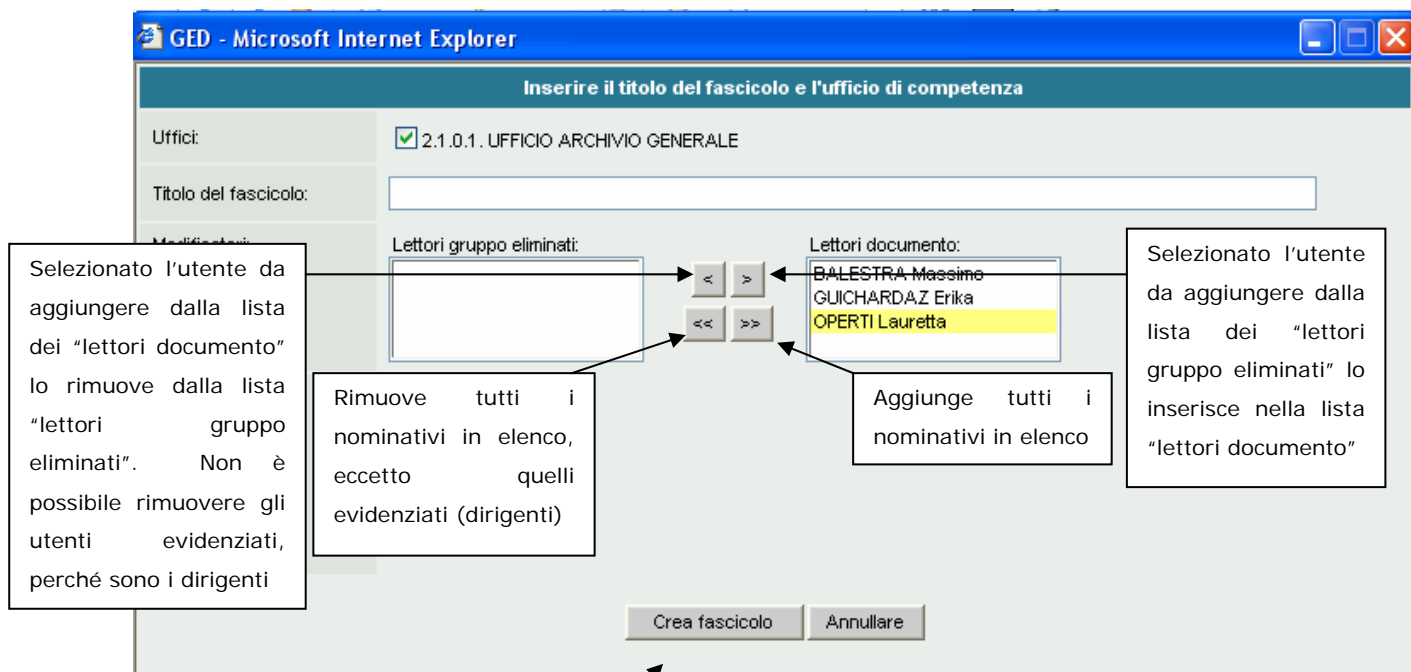 GED - Microsoft Internet Explorer
Inserire il titolo del fascicolo e l'ufficio di competenza
Uffici:
2.1.0.1. UFFICIO ARCHIVIO GENERALE
Titolo del fascicolo:
Lettori gruppo eliminati:
Lettori documento:
< >
<< >>
BALESTRA Massimo
GUICHARDAZ Erika
OPERTI Lauretta
Selezionato l'utente da
aggiungere dalla lista
dei "lettori documento"
lo rimuove dalla lista
"lettori gruppo
eliminati". Non è
possibile rimuovere gli
utenti evidenziati,
perché sono i dirigenti
Rimuove tutti i
nominativi in elenco,
eccetto quelli
evidenziati (dirigenti)
Aggiunge tutti i
nominativi in elenco
Selezionato l'utente
da aggiungere dalla
lista dei "lettori
gruppo eliminati" lo
inserisce nella lista
"lettori documento"
Crea fascicolo
Annullare